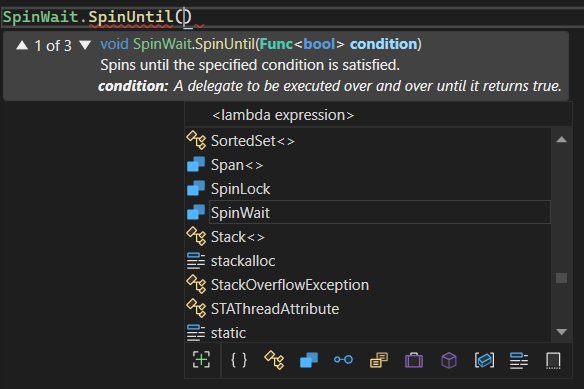 SpinWait.SpinUntil()
▲ 1 of 3 ▼ void SpinWait.SpinUntil(Func<bool> condition)
Spins until the specified condition is satisfied.
condition: A delegate to be executed over and over until it returns true.
<lambda expression>
SortedSet<>
Span<>
SpinLock
SpinWait
Stack<>
stackalloc
StackOverflowException
STAThreadAttribute
static